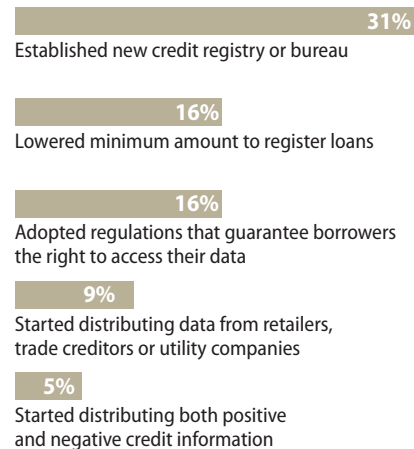 31%
Established new credit registry or bureau
16%
Lowered minimum amount to register loans
16%
Adopted regulations that guarantee borrowers
the right to access their data
9%
Started distributing data from retailers,
trade creditors or utility companies
5%
Started distributing both positive
and negative credit information